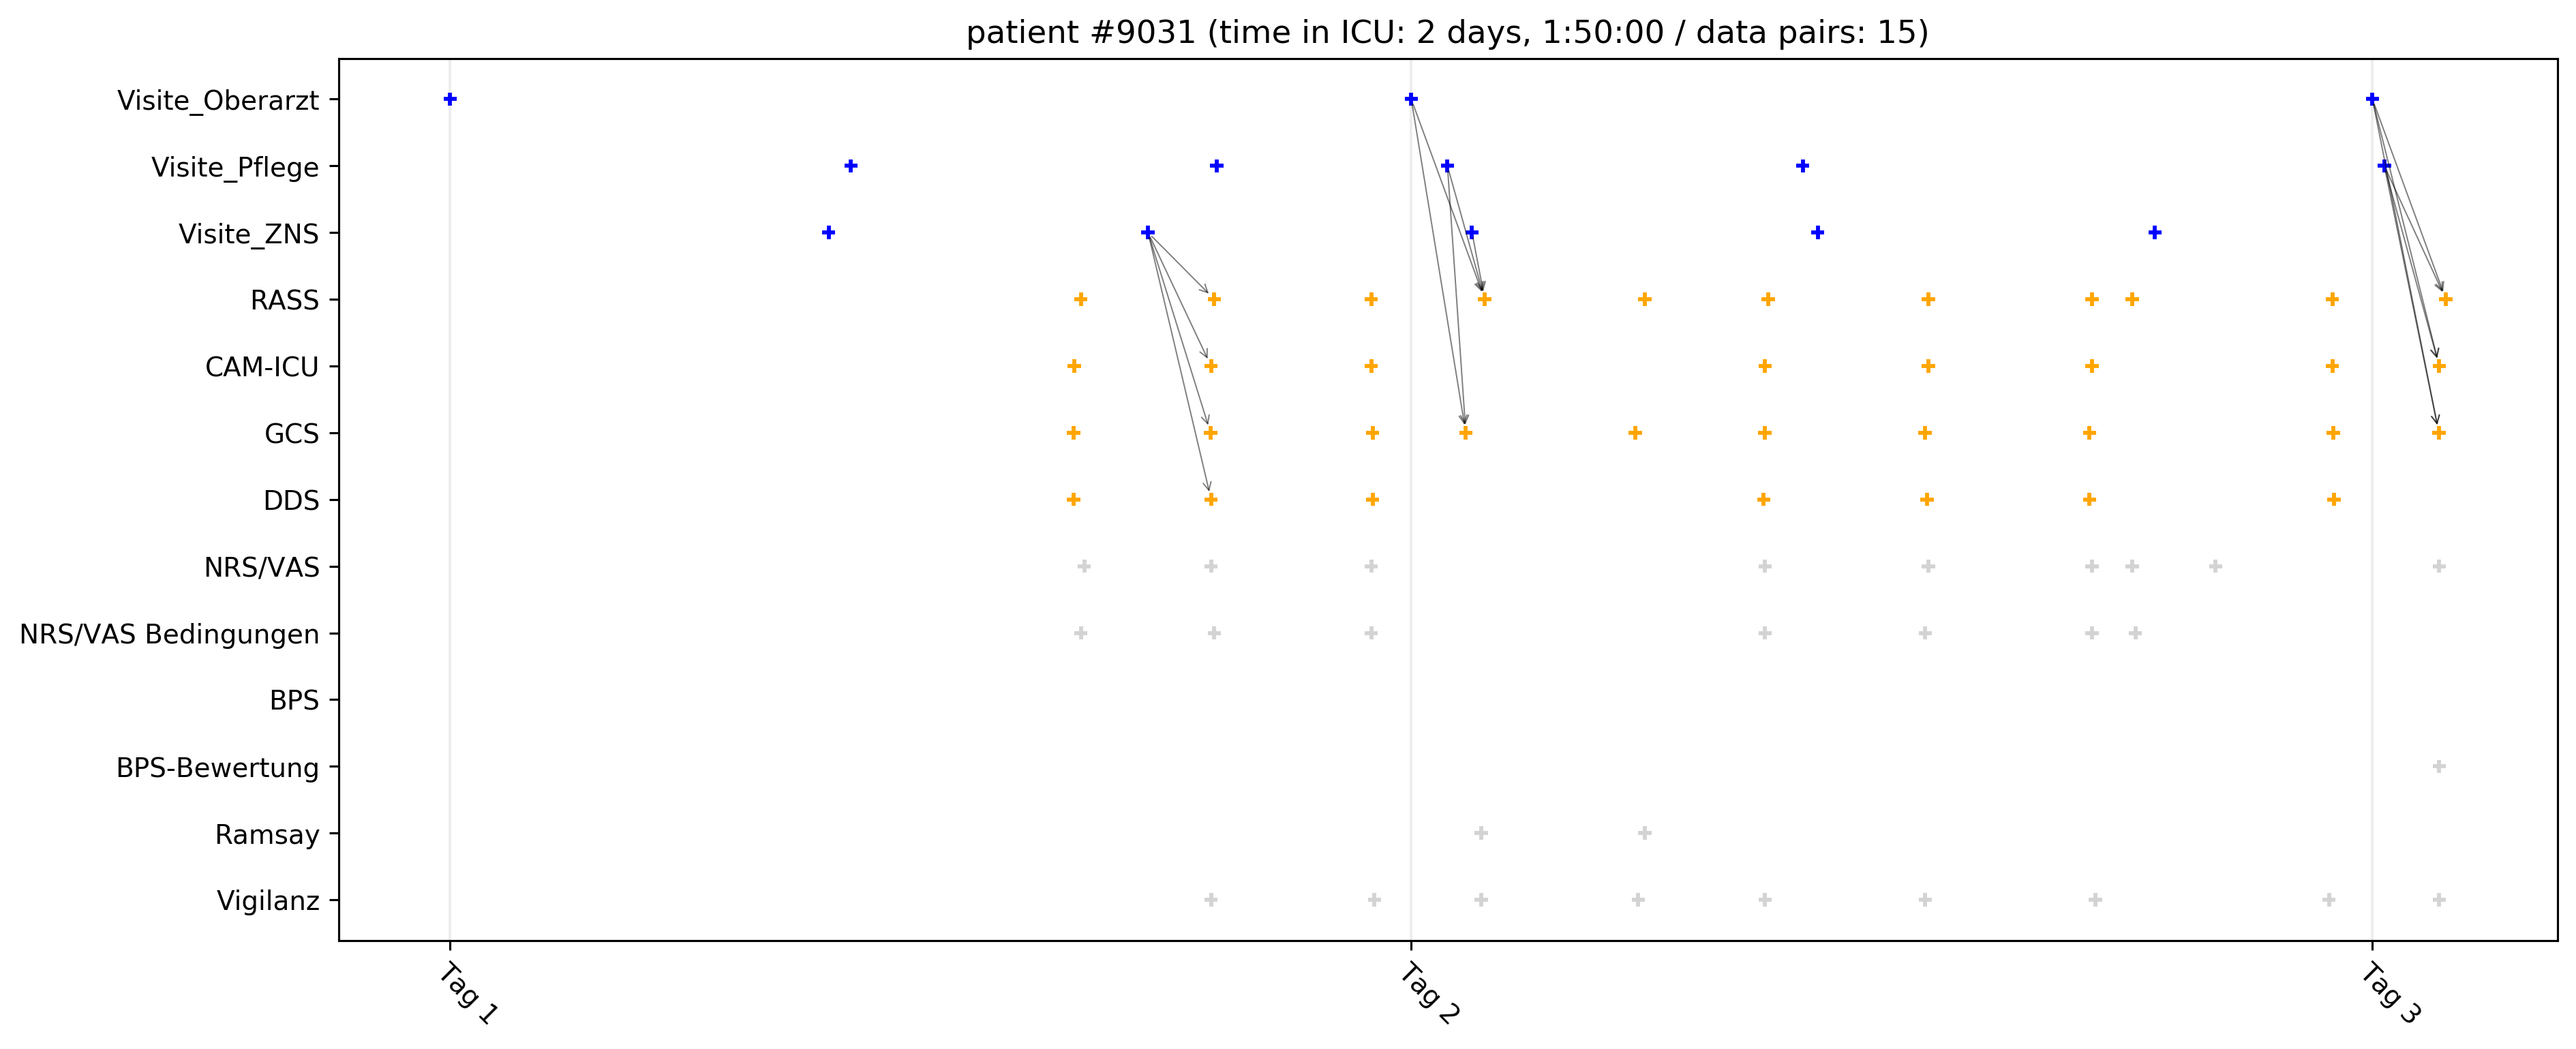 patient #9031 (time in ICU: 2 days, 1:50:00 / data pairs: 15)
Visite_Oberarzt
Visite_Pflege
Visite_ZNS
RASS
CAM-ICU
GCS
DDS
NRS/VAS
NRS/VAS Bedingungen
BPS
BPS-Bewertung
Ramsay
Vigilanz
Tag 1
Tag 2
Tag 3